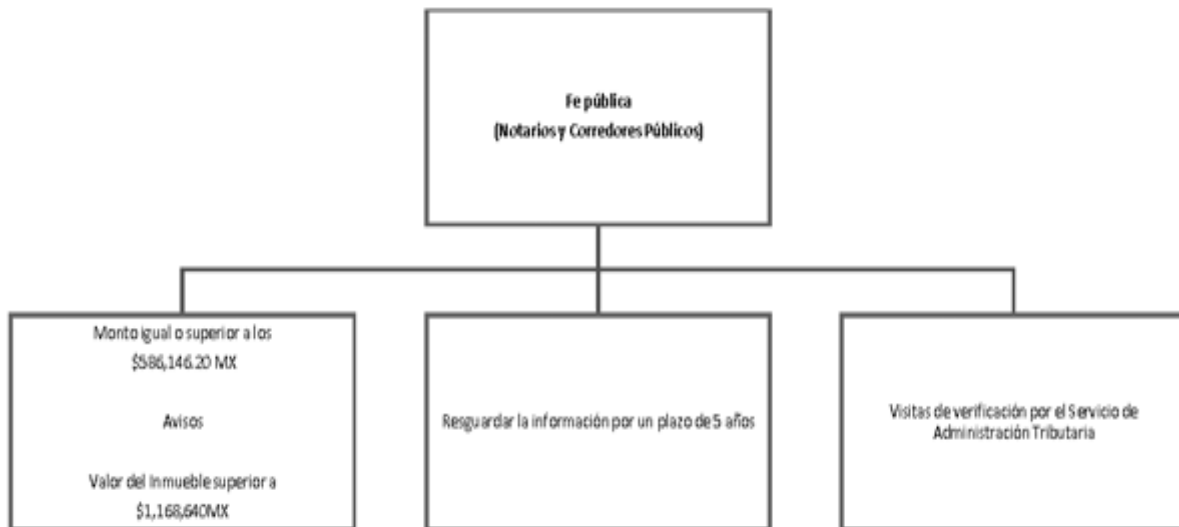 Fe pública
(Notarios y Corredores Públicos)
Monto igual o superior a los
$586,146.20 MX
Avisos
Valor del Inmueble superior a
$1,168,640MX
Resguardar la información por un plazo de 5 años
Visitas de verificación por el Servicio de
Administración Tributaria